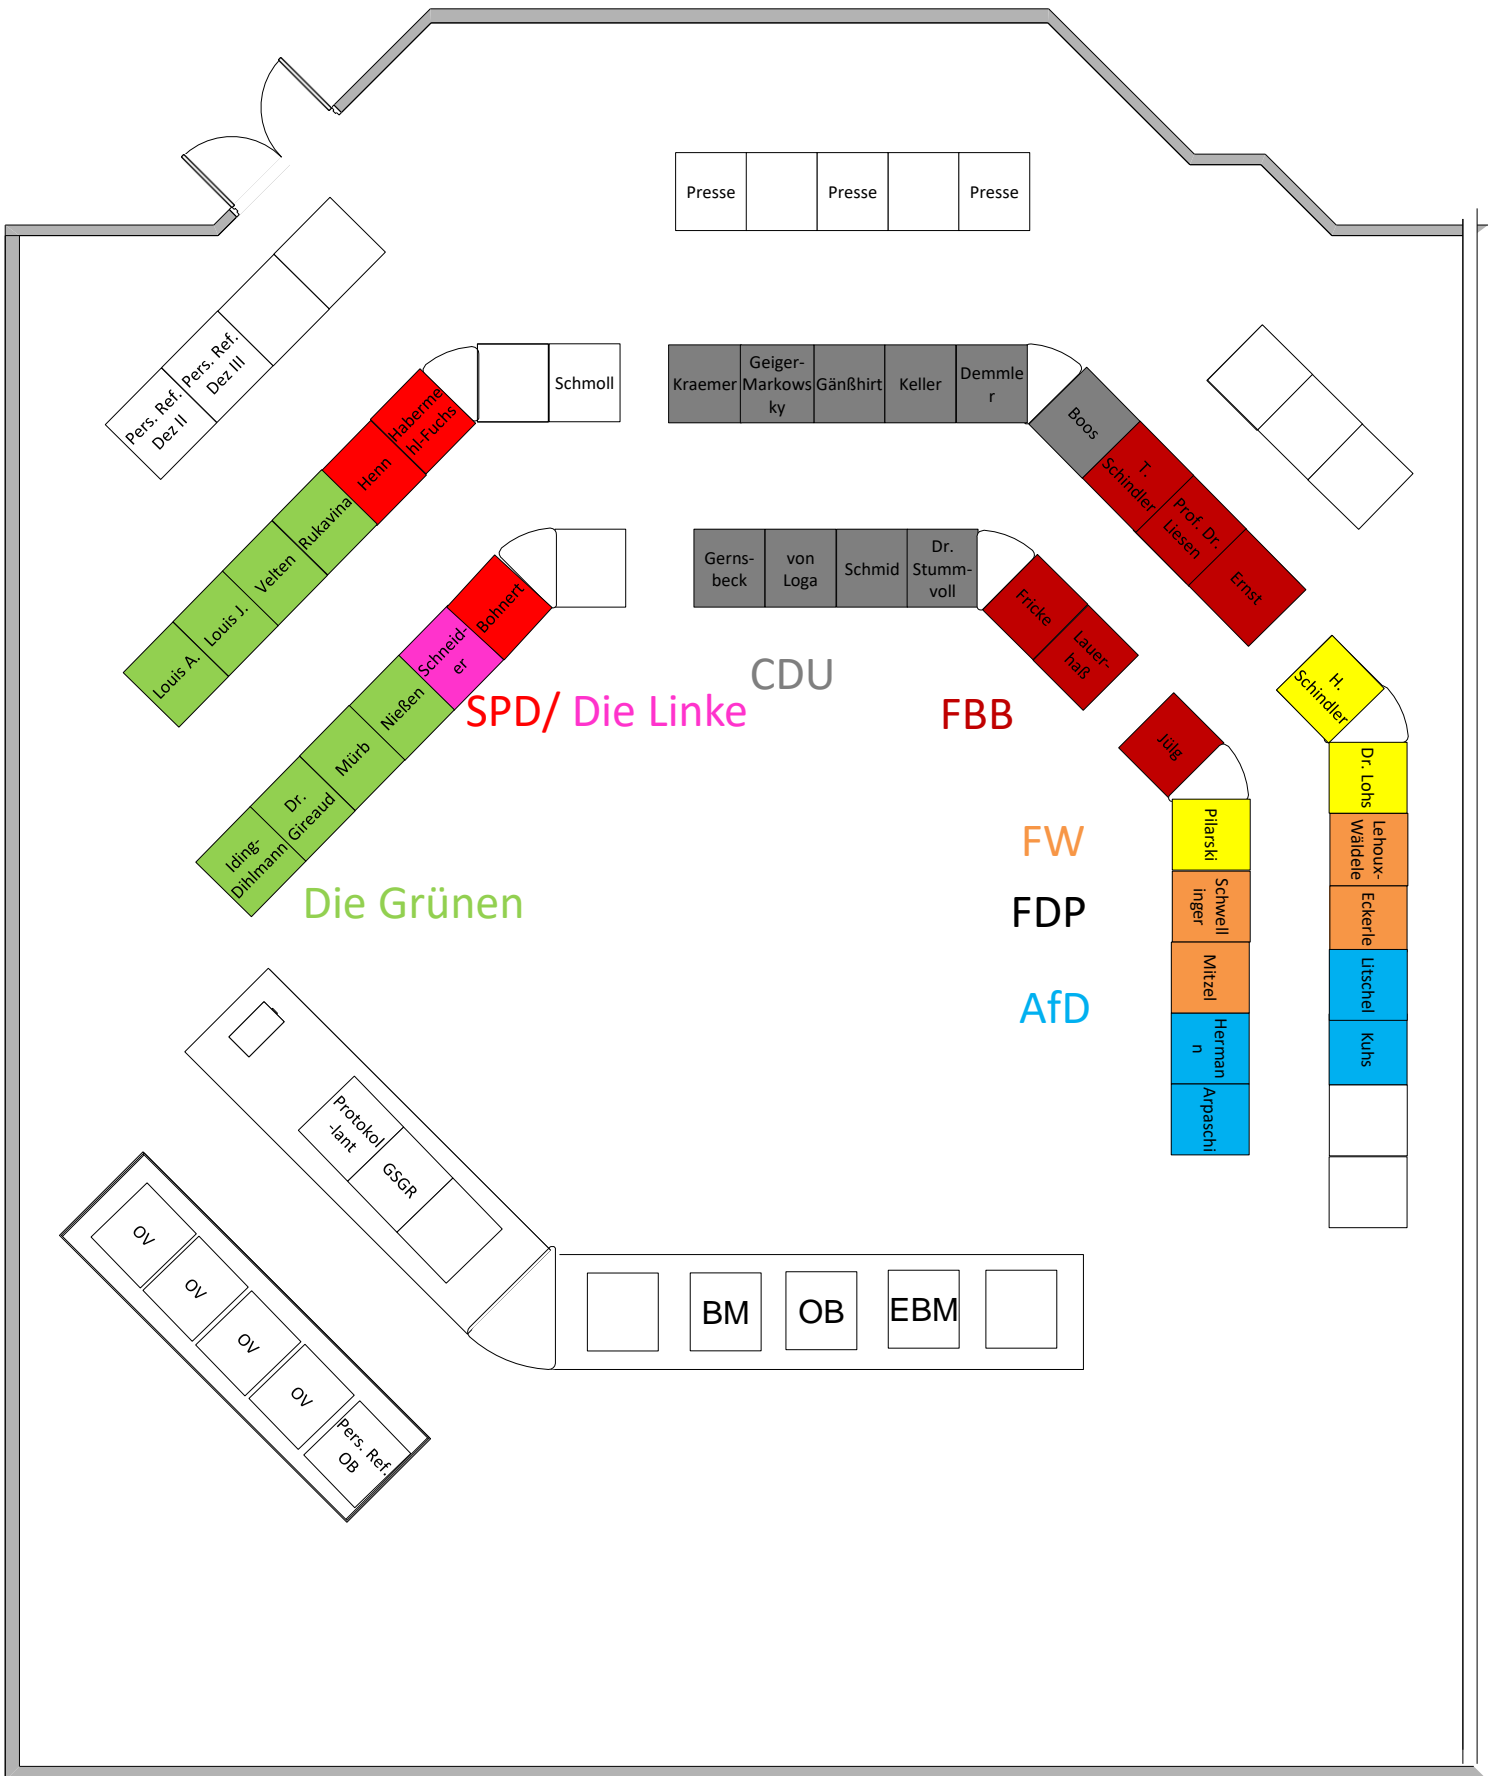 Presse
Presse
Presse
Pers. Ref.
Dez III
Pers. Ref.
Dez II
Haberme
hl-Fuchs
Henn
Rukavina
Velten
Louis J.
Louis A.
Schmoll
Kraemer
Geiger-
Markows
ky
Gänßhirt
Keller
Demmle
r
Boos
T.
Schindler
Prof. Dr.
Liesen
Ernst
H.
Schindler
Dr. Lohs
Lehoux-
Wäldele
Eckerle
Litschel
Kuhs
Bohnert
Schneid-
er
Nießen
Mürb
Dr.
Gireaud
Iding-
Dihlmann
Gerns-
beck
von
Loga
Schmid
Dr.
Stumm-
voll
Fricke
Lauer-
haß
Jülg
Pilarski
Schwell
inger
Mitzel
Herman
n
Arpaschi
CDU
SPD/ Die Linke
FBB
FW
Die Grünen
FDP
AfD
Protokol
-lant
GSGR
OV
OV
OV
OV
Pers. Ref.
OB
BM
OB
EBM